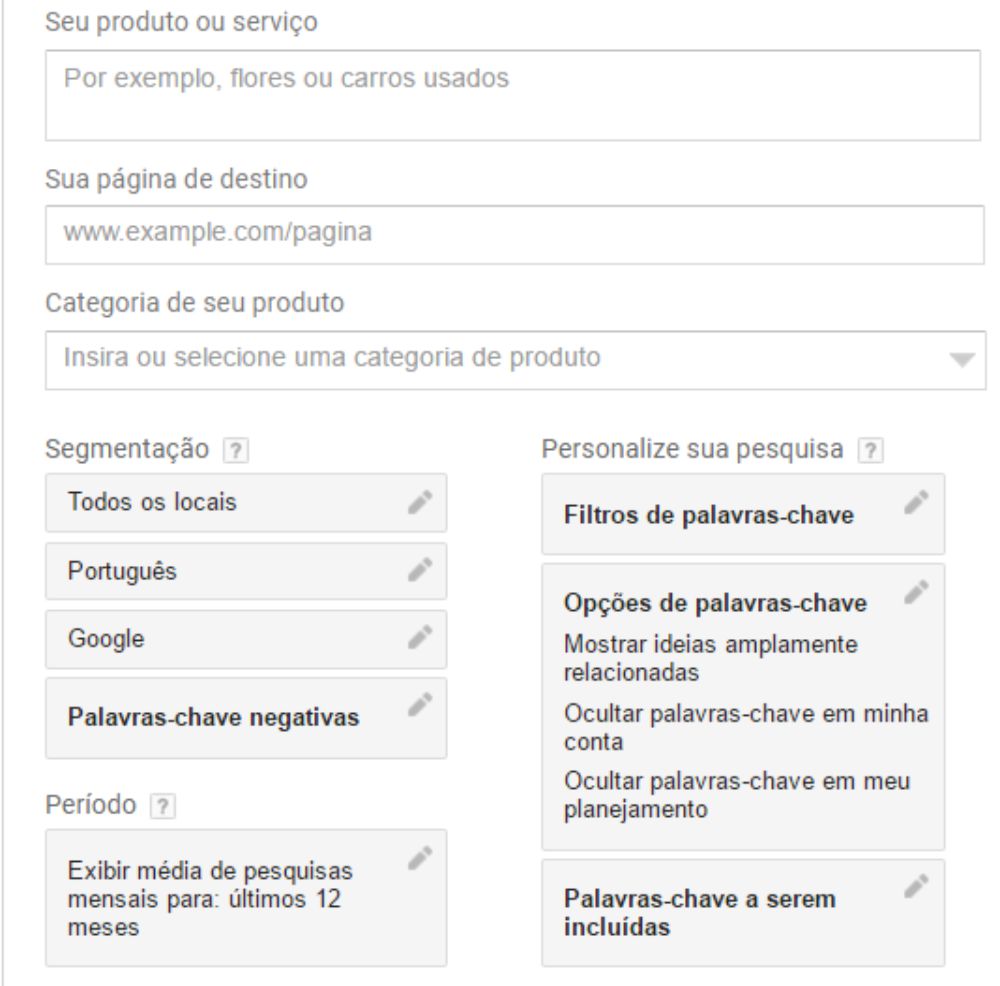 Seu produto ou serviço
Por exemplo, flores ou carros usados
Sua página de destino
www.example.com/pagina
Categoria de seu produto
Insira ou selecione uma categoria de produto
Segmentação ?
Todos os locais
Português
Google
Palavras-chave negativas
Período ?
Exibir média de pesquisas
mensais para: últimos 12
meses
Personalize sua pesquisa ?
Filtros de palavras-chave
Opções de palavras-chave
Mostrar ideias amplamente
relacionadas
Ocultar palavras-chave em minha
conta
Ocultar palavras-chave em meu
planejamento
Palavras-chave a serem
incluídas